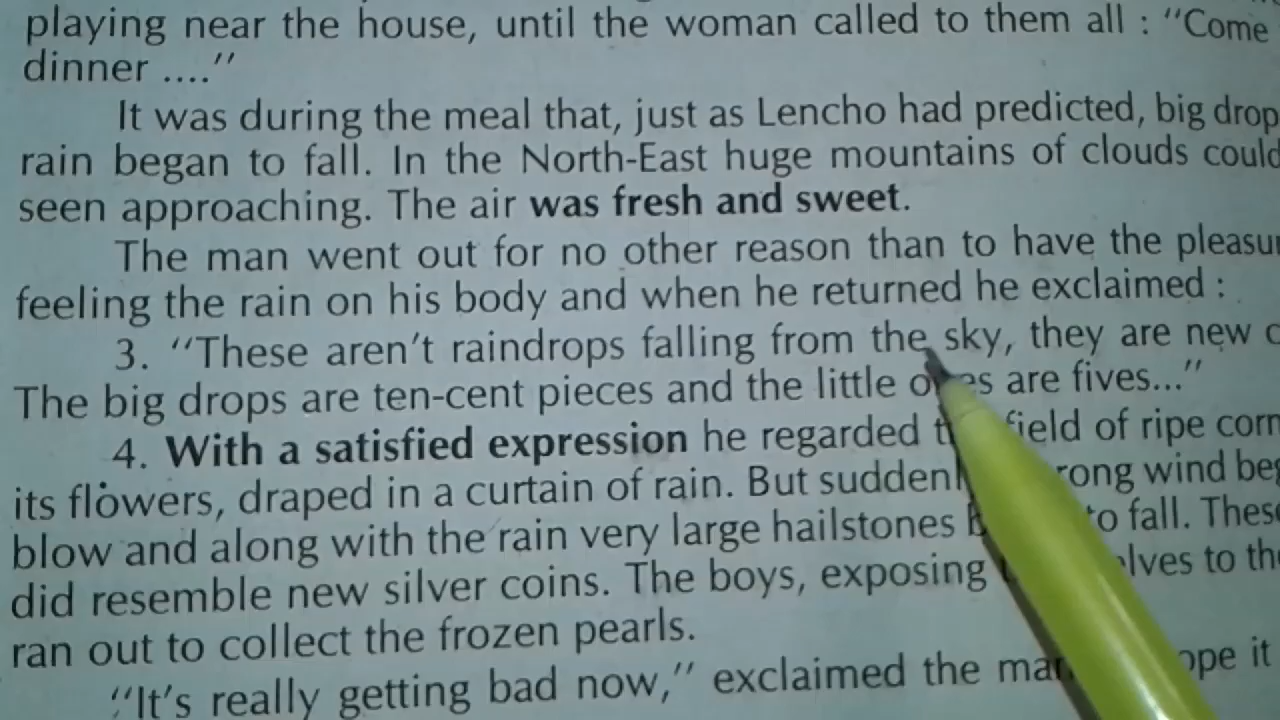 playing near the house, until the woman called to them all : "Come
dinner ...."
It was during the meal that, just as Lencho had predicted, big drop
rain began to fall. In the North-East huge mountains of clouds could
seen approaching. The air was fresh and sweet.
The man went out for no other reason than to have the pleasu
feeling the rain on his body and when he returned he exclaimed :
3. "These aren't raindrops falling from the sky, they are new c
The big drops are ten-cent pieces and the little are fives..."
4. With a satisfied expression he regarded field of ripe corn
its flowers, draped in a curtain of rain. But suddenl rong wind beg
blow and along with the rain very large hailstones to fall. These
did resemble new silver coins. The boys, exposing elves to th
ran out to collect the frozen pearls.
"It's really getting bad now," exclaimed the man ope it